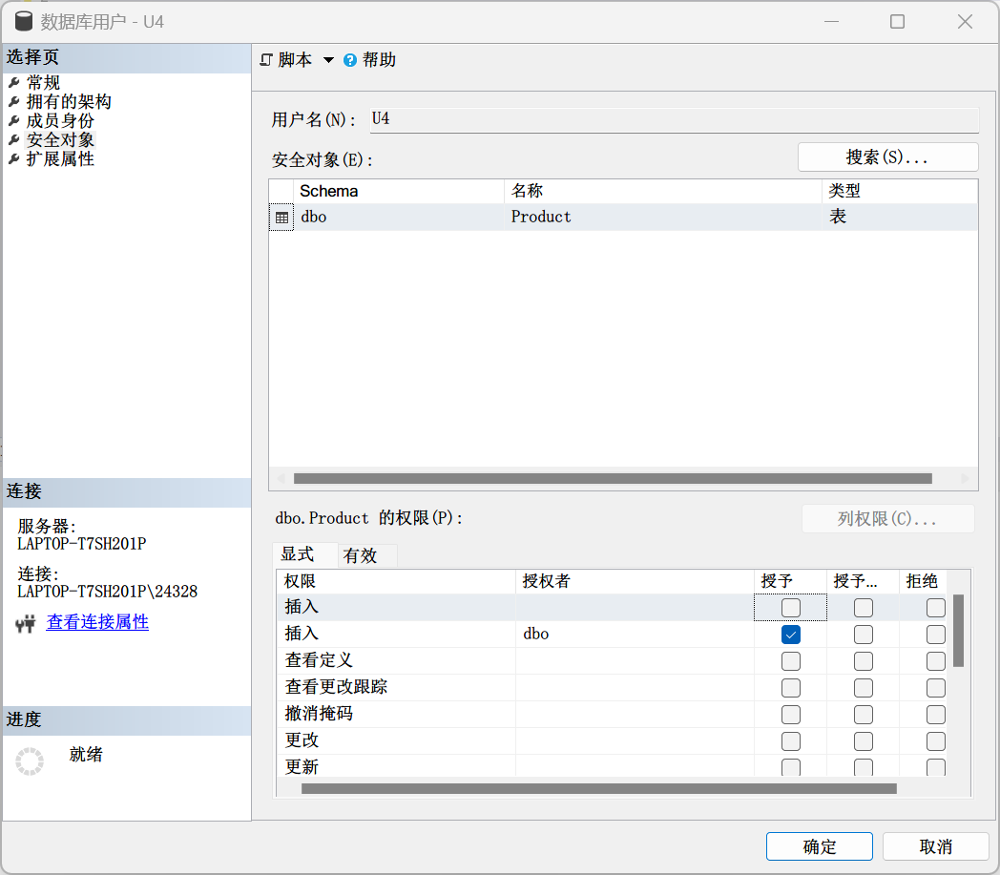 数据库用户 - U4
选择页
常规
拥有的架构
成员身份
安全对象
扩展属性
脚本 帮助
用户名(N): U4
安全对象(E): 搜索(S)...
Schema 名称 类型
dbo Product 表
dbo.Product 的权限(P): 列权限(C)...
显式 有效
权限 授权者 授予 授予... 拒绝
插入
插入 dbo
查看定义
查看更改跟踪
撤消掩码
更改
更新
连接
服务器:
LAPTOP-T7SH201P
连接:
LAPTOP-T7SH201P\24328
查看连接属性
进度
就绪
确定 取消